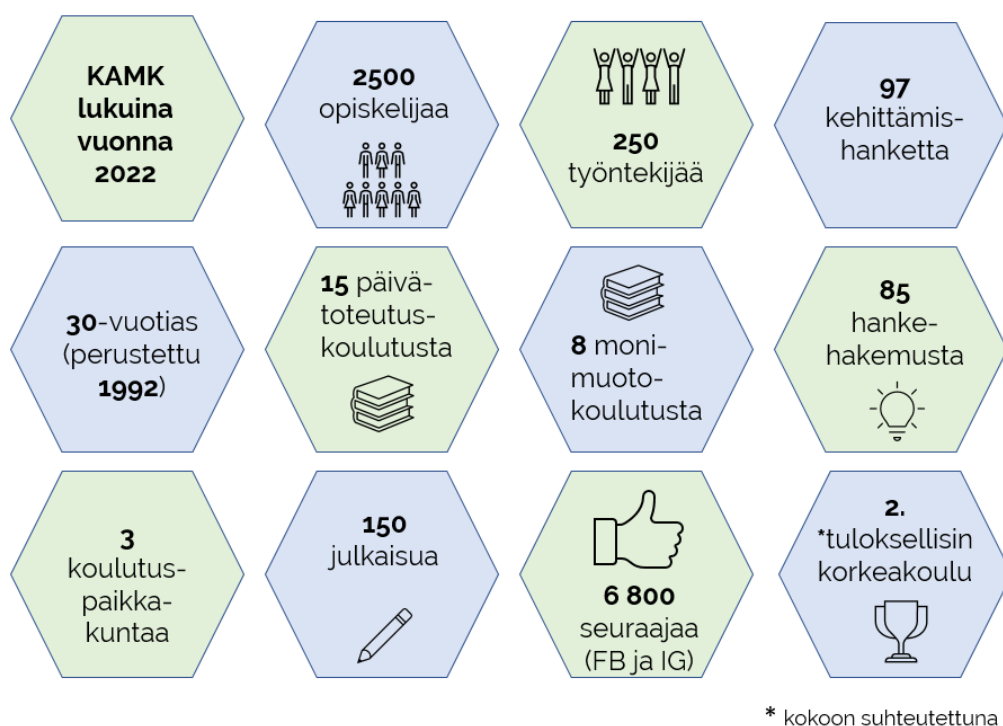 KAMK
lukuina
vuonna
2022
2500
opiskelijaa
250
työntekijää
97
kehittämis-
hanketta
30-vuotias
(perustettu
1992)
15 päivä-
toteutus-
koulutusta
8 moni-
muoto-
koulutusta
85
hanke-
hakemusta
3
koulutus-
paikka-
kuntaa
150
julkaisua
6 800
seuraajaa
(FB ja IG)
2.
*tuloksellisin
korkeakoulu
* kokoon suhteutettuna